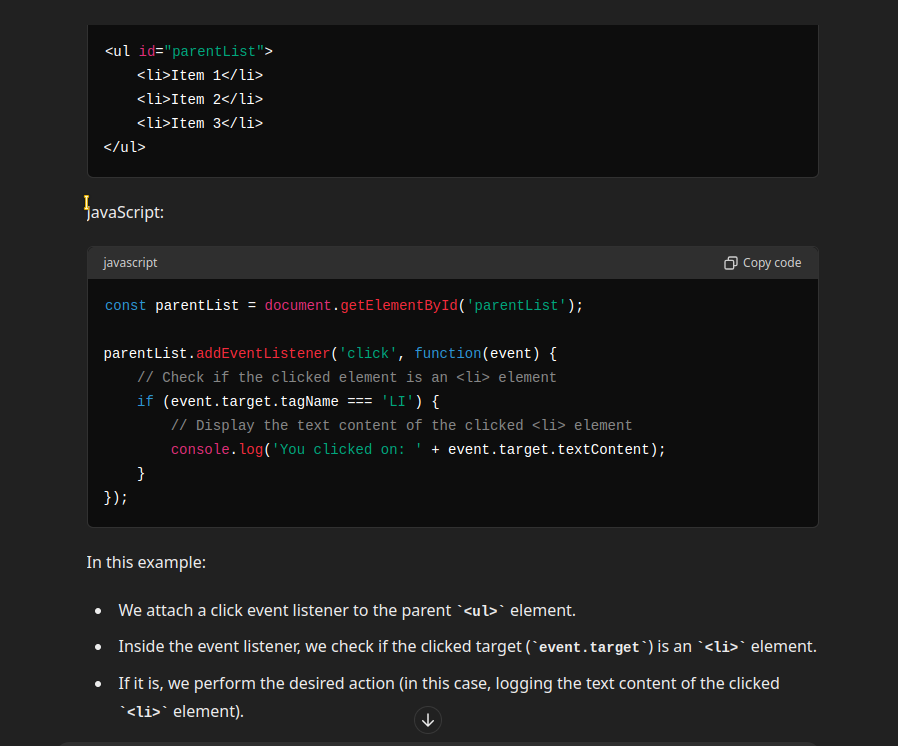 <ul id="parentList">
    <li>Item 1</li>
    <li>Item 2</li>
    <li>Item 3</li>
</ul>
JavaScript:
javascript
Copy code
const parentList = document.getElementById('parentList');
parentList.addEventListener('click', function(event) {
    // Check if the clicked element is an <li> element
    if (event.target.tagName === 'LI') {
        // Display the text content of the clicked <li> element
        console.log('You clicked on: ' + event.target.textContent);
    }
});
In this example:
• We attach a click event listener to the parent `<ul>` element.
• Inside the event listener, we check if the clicked target (`event.target`) is an `<li>` element.
• If it is, we perform the desired action (in this case, logging the text content of the clicked
`<li>` element).